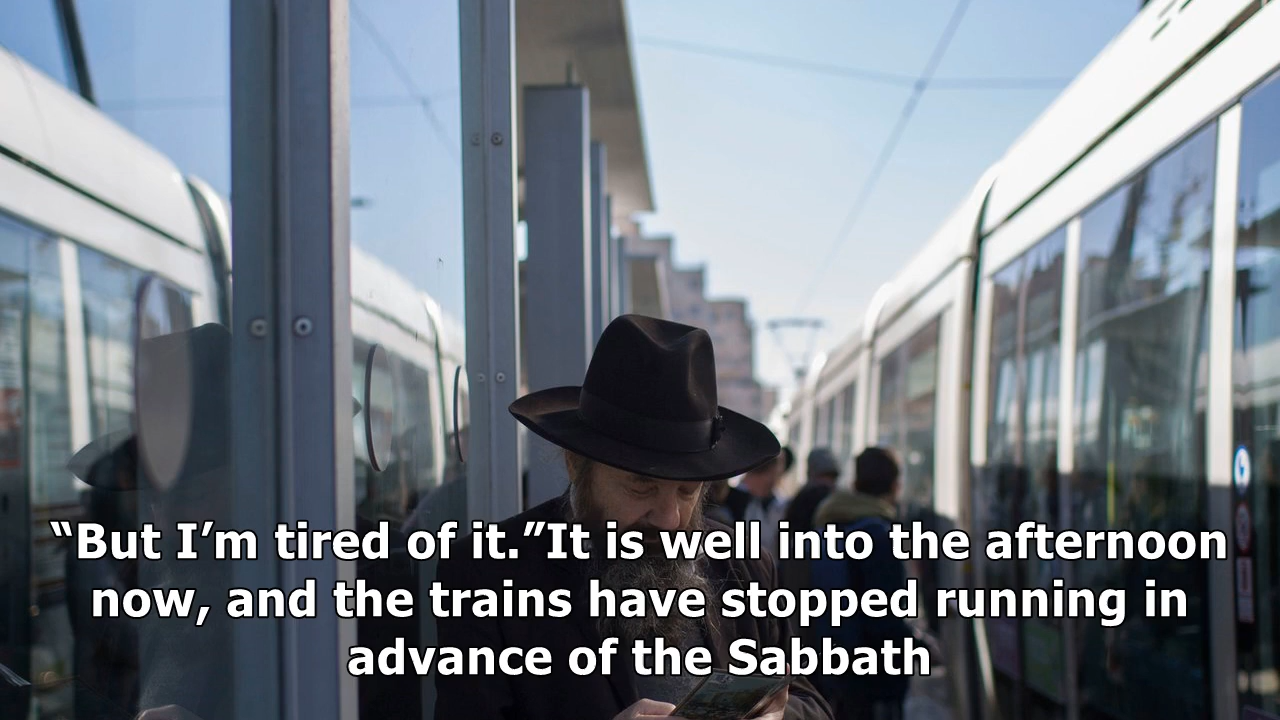 “But I’m tired of it.”It is well into the afternoon
now, and the trains have stopped running in
advance of the Sabbath